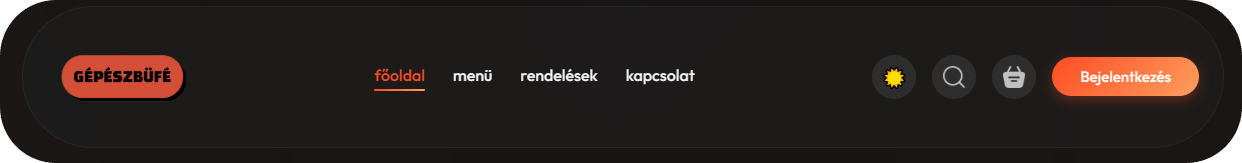 GÉPÉSZBÜFÉ
főoldal menü rendelések kapcsolat
Bejelentkezés